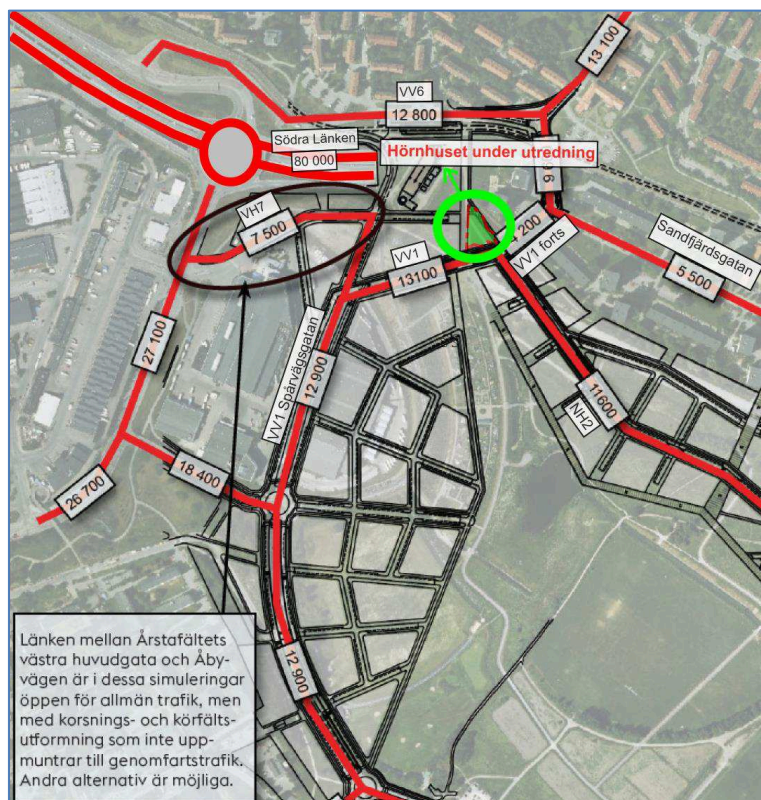 13 100
VV6
12 800
Södra Länken
80 000
Hörnhuset under utredning
VH7
7 500
200
VV1 forts
Sandfjärdsgatan
5 500
VV1
13100
27 100
VV1 Spårvägsgatan
12 900
11600
NH2
18 400
26 700
12 900
Länken mellan Årstafältets
västra huvudgata och Åby-
vägen är i dessa simuleringar
öppen för allmän trafik, men
med korsnings- och körfälts-
utformning som inte upp-
muntrar till genomfartstrafik.
Andra alternativ är möjliga.